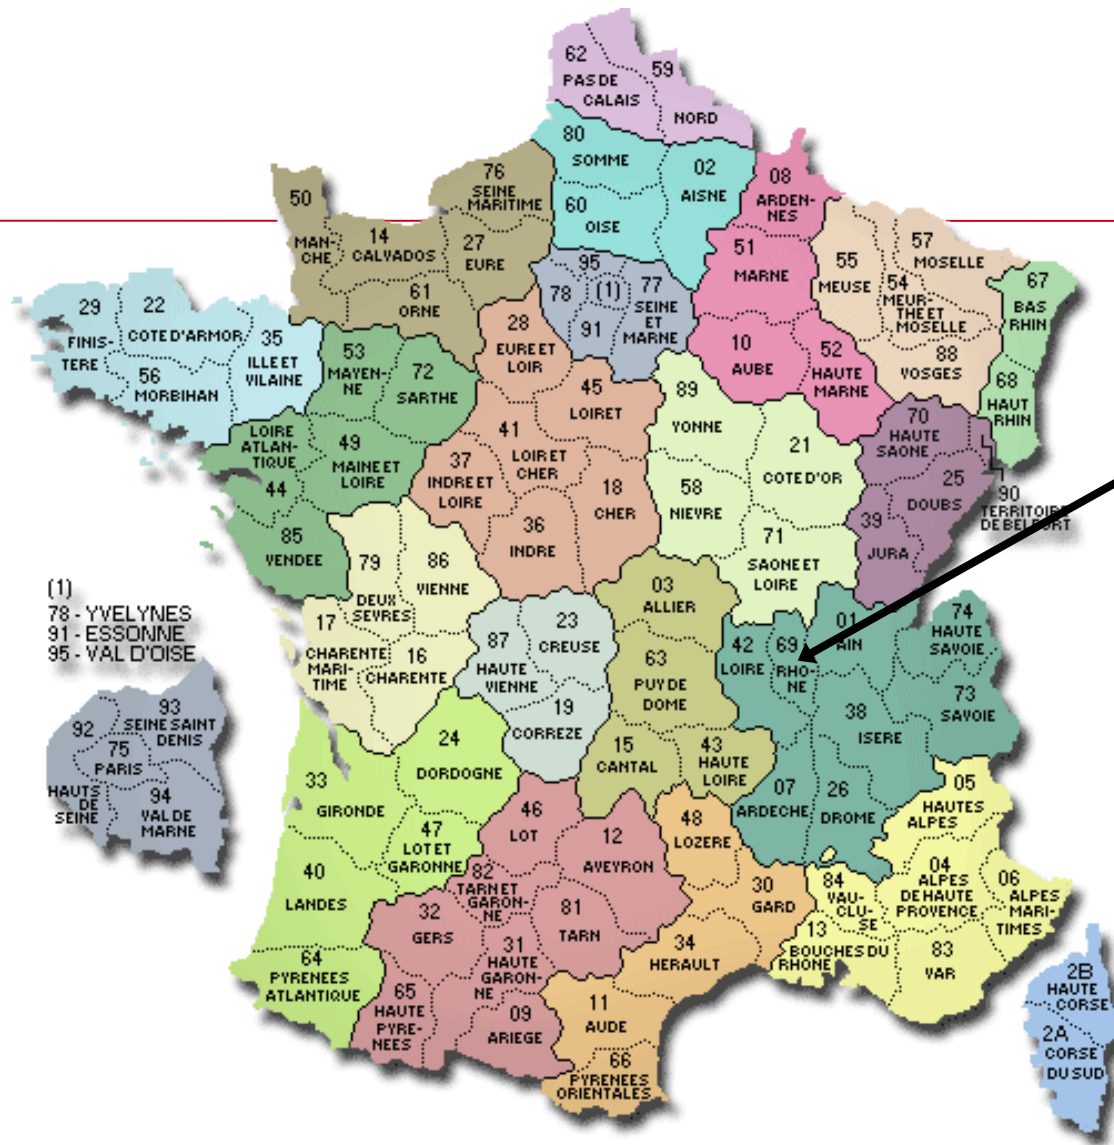 62
PAS DE
CALAIS
59
NORD
80
SOMME
02
AISNE
60
OISE
76
SEINE
MARITIME
08
ARDEN-
NES
50
MAN-
CHE
14
CALVADOS
27
EURE
61
ORNE
95
78
(1)
77
SEINE
ET
MARNE
91
51
MARNE
10
AUBE
52
HAUTE
MARNE
55
MEUSE
54
MEUR-
THE ET
MOSELLE
57
MOSELLE
88
VOSGES
67
BAS
RHIN
68
HAUT
RHIN
29
FINIS-
TERE
22
COTE D'ARMOR
35
ILLE ET
VILAINE
56
MORBIHAN
53
MAYEN-
NE
72
SARTHE
LOIRE
ATLAN-
TIQUE
44
49
MAINE ET
LOIRE
85
VENDEE
28
EURE ET
LOIR
45
LOIRET
41
LOIR ET
CHER
37
INDRE ET
LOIRE
18
CHER
36
INDRE
89
YONNE
21
COTE D'OR
58
NIEVRE
71
SAONE ET
LOIRE
70
HAUTE
SAONE
25
DOUBS
39
JURA
90
TERRITOIRE
DE BELFORT
79
DEUX
SEVRES
86
VIENNE
17
CHARENTE
MARI-
TIME
16
CHARENTE
87
HAUTE
VIENNE
23
CREUSE
19
CORREZE
03
ALLIER
63
PUY DE
DOME
15
CANTAL
43
HAUTE
LOIRE
42
LOIRE
69
RHO-
NE
01
AIN
74
HAUTE
SAVOIE
73
SAVOIE
38
ISERE
07
ARDECHE
26
DROME
(1)
78 - YVELYNES
91 - ESSONNE
95 - VAL D'OISE
92
HAUTS
DE
SEINE
93
SEINE SAINT
DENIS
75
PARIS
94
VAL DE
MARNE
24
DORDOGNE
33
GIRONDE
47
LOT ET
GARONNE
40
LANDES
64
PYRENEES
ATLANTIQUE
46
LOT
12
AVEYRON
82
TARN ET
GARON-
NE
32
GERS
81
TARN
31
HAUTE
GARON-
NE
65
HAUTE
PYRE-
NEES
09
ARIEGE
48
LOZERE
30
GARD
34
HERAULT
11
AUDE
66
PYRENEES
ORIENTALES
05
HAUTES
ALPES
04
ALPES
DE HAUTE
PROVENCE
06
ALPES
MARI-
TIMES
84
VAU-
CLU-
SE
13
BOUCHES DU
RHONE
83
VAR
2B
HAUTE
CORSE
2A
CORSE
DU SUD